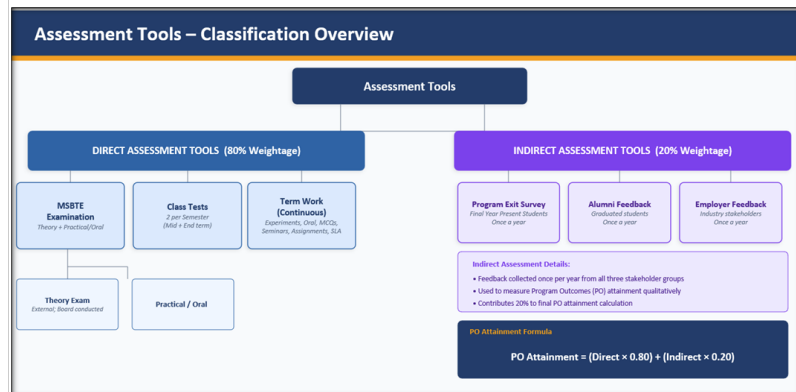 Assessment Tools – Classification Overview
Assessment Tools
DIRECT ASSESSMENT TOOLS (80% Weightage)
INDIRECT ASSESSMENT TOOLS (20% Weightage)
MSBTE
Examination
Theory + Practical/Oral
Class Tests
2 per Semester
(Mid + End term)
Term Work
(Continuous)
Experiments, Oral, MCQs,
Seminars, Assignments, SLA
Program Exit Survey
Final Year Present Students
Once a year
Alumni Feedback
Graduated students
Once a year
Employer Feedback
Industry stakeholders
Once a year
Theory Exam
External; Board conducted
Practical / Oral
Indirect Assessment Details:
• Feedback collected once per year from all three stakeholder groups
• Used to measure Program Outcomes (PO) attainment qualitatively
• Contributes 20% to final PO attainment calculation
PO Attainment Formula
PO Attainment = (Direct × 0.80) + (Indirect × 0.20)